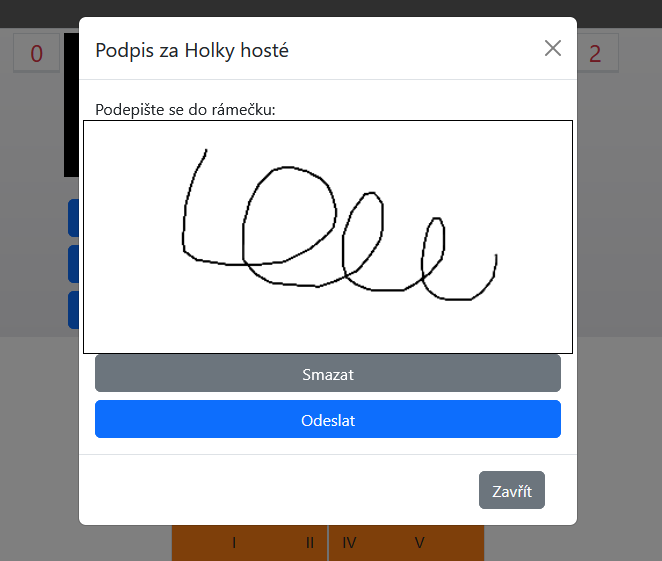 0
2
Podpis za Holky hosté
Podepište se do rámečku:
Smazat
Odeslat
Zavřít
I II IV V